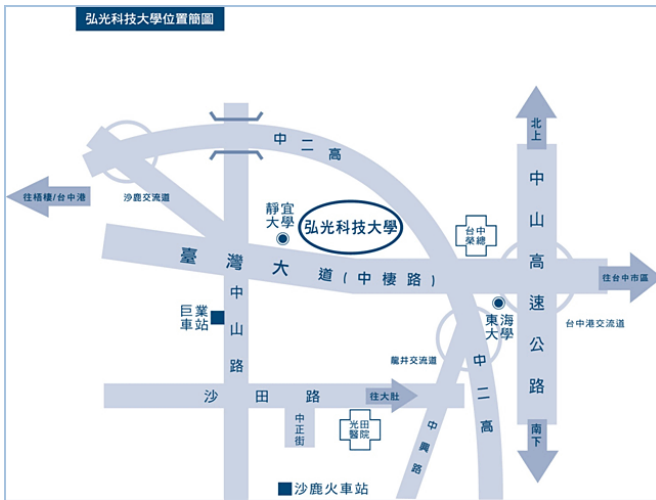 弘光科技大學位置簡圖
北上
中二高
中山高速公路
往梧棲/台中港
沙鹿交流道
靜宜
大學
弘光科技大學
台中
榮總
臺灣大道(中棲路)
往台中市區
中山路
巨業
車站
東海
大學
台中港交流道
龍井交流道
中二高
沙田路
往大肚
中正街
光田
醫院
中興路
南下
沙鹿火車站